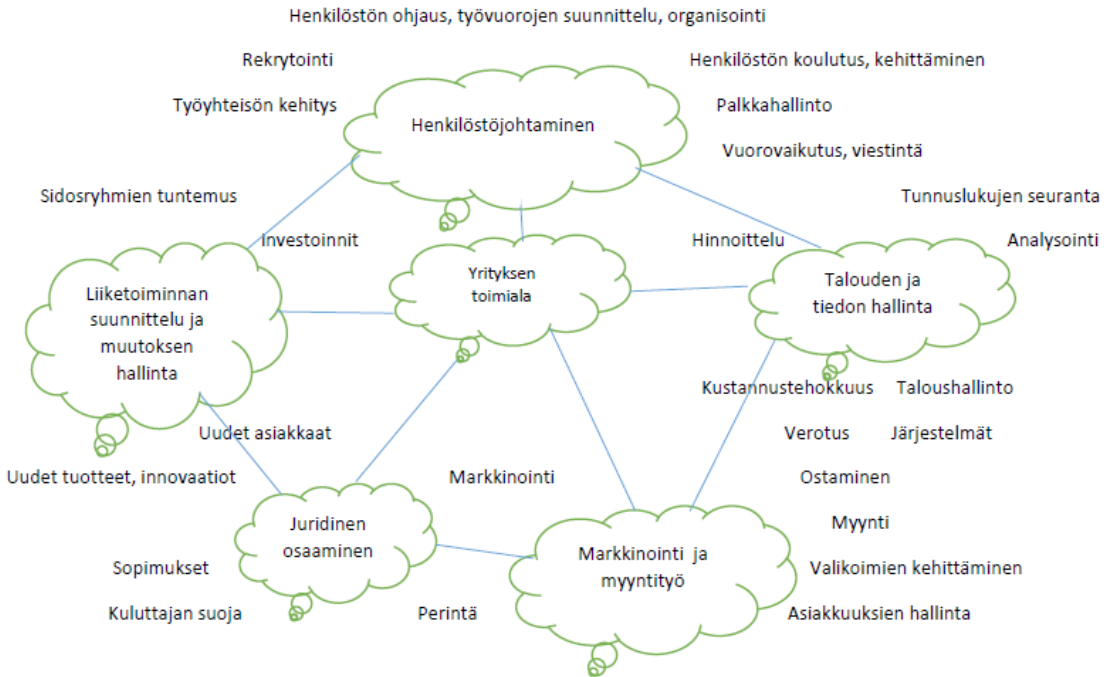 Henkilöstön ohjaus, työvuorojen suunnittelu, organisointi
Rekrytointi
Henkilöstön koulutus, kehittäminen
Työyhteisön kehitys
Palkkahallinto
Henkilöstöjohtaminen
Vuorovaikutus, viestintä
Sidosryhmien tuntemus
Tunnuslukujen seuranta
Investoinnit
Hinnoittelu
Analysointi
Liiketoiminnan
suunnittelu ja
muutoksen
hallinta
Yrityksen
toimiala
Talouden ja
tiedon hallinta
Kustannustehokkuus
Taloushallinto
Uudet asiakkaat
Verotus
Järjestelmät
Uudet tuotteet, innovaatiot
Markkinointi
Ostaminen
Juridinen
osaaminen
Myynti
Markkinointi ja
myyntityö
Sopimukset
Valikoimien kehittäminen
Kuluttajan suoja
Perintä
Asiakkuuksien hallinta